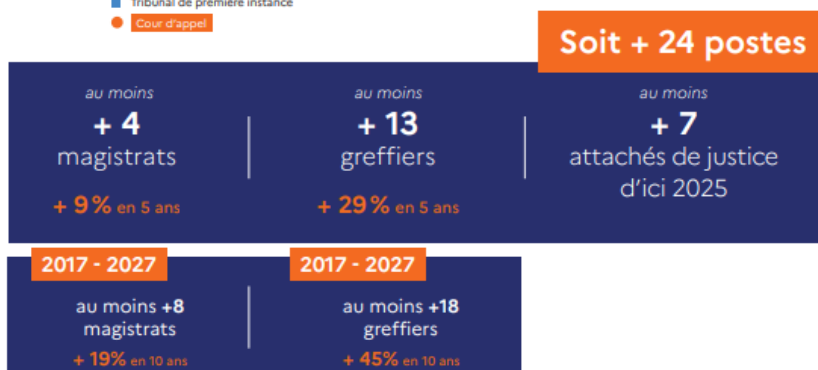 Tribunal de première instance
Cour d'appel
Soit + 24 postes
au moins
+ 4
magistrats
+ 9% en 5 ans
au moins
+ 13
greffiers
+ 29% en 5 ans
au moins
+ 7
attachés de justice
d'ici 2025
2017 - 2027
au moins +8
magistrats
+ 19% en 10 ans
2017 - 2027
au moins +18
greffiers
+ 45% en 10 ans